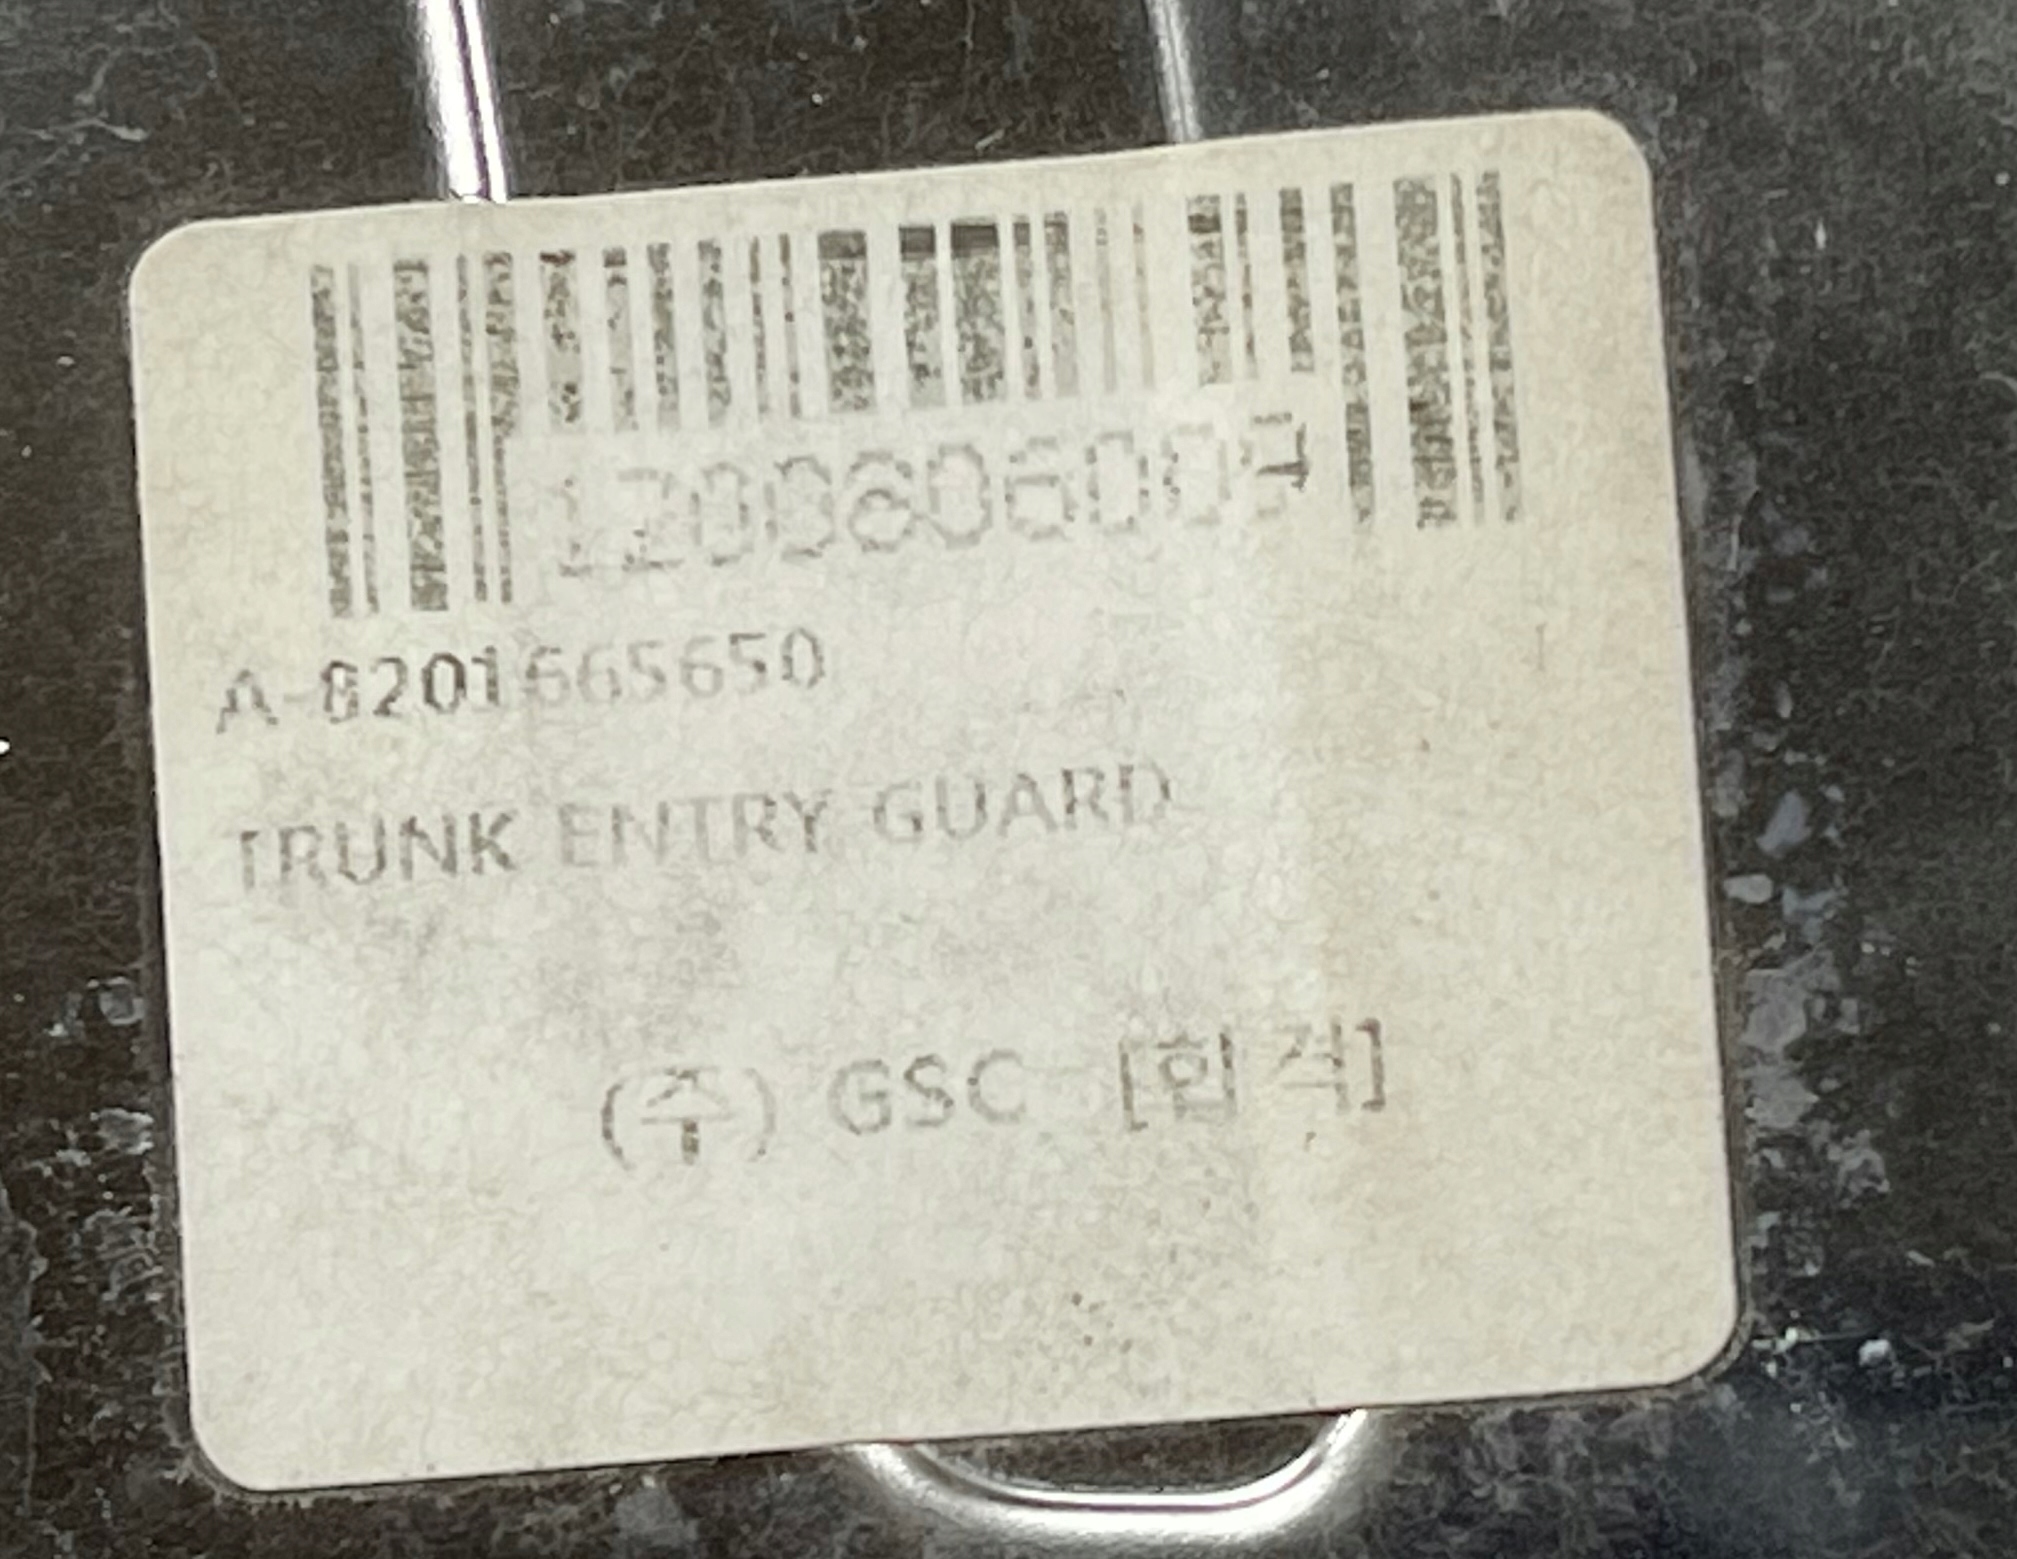 A-8201665650
TRUNK ENTRY GUARD
(주) GSC [합격]